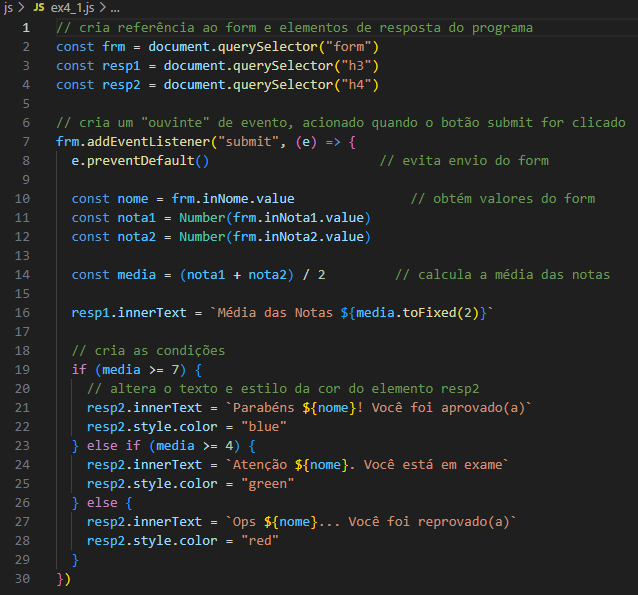 js > JS ex4_1.js > ...
1 // cria referência ao form e elementos de resposta do programa
2 const frm = document.querySelector("form")
3 const resp1 = document.querySelector("h3")
4 const resp2 = document.querySelector("h4")
5
6 // cria um "ouvinte" de evento, acionado quando o botão submit for clicado
7 frm.addEventListener("submit", (e) => {
8 e.preventDefault() // evita envio do form
9
10 const nome = frm.inNome.value // obtém valores do form
11 const nota1 = Number(frm.inNota1.value)
12 const nota2 = Number(frm.inNota2.value)
13
14 const media = (nota1 + nota2) / 2 // calcula a média das notas
15
16 resp1.innerText = `Média das Notas ${media.toFixed(2)}`
17
18 // cria as condições
19 if (media >= 7) {
20 // altera o texto e estilo da cor do elemento resp2
21 resp2.innerText = `Parabéns ${nome}! Você foi aprovado(a)`
22 resp2.style.color = "blue"
23 } else if (media >= 4) {
24 resp2.innerText = `Atenção ${nome}. Você está em exame`
25 resp2.style.color = "green"
26 } else {
27 resp2.innerText = `Ops ${nome}... Você foi reprovado(a)`
28 resp2.style.color = "red"
29 }
30 })